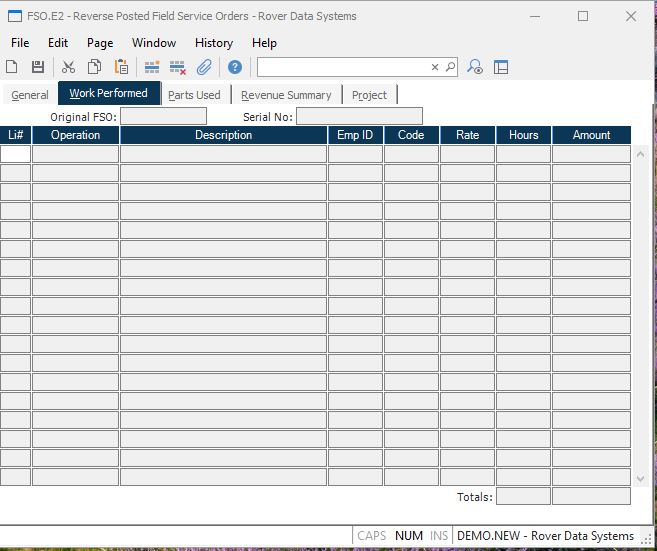 FSO.E2 - Reverse Posted Field Service Orders - Rover Data Systems
File Edit Page Window History Help
General Work Performed Parts Used Revenue Summary Project
Original FSO: Serial No:
Li# Operation Description Emp ID Code Rate Hours Amount
Totals:
CAPS NUM INS DEMO.NEW - Rover Data Systems